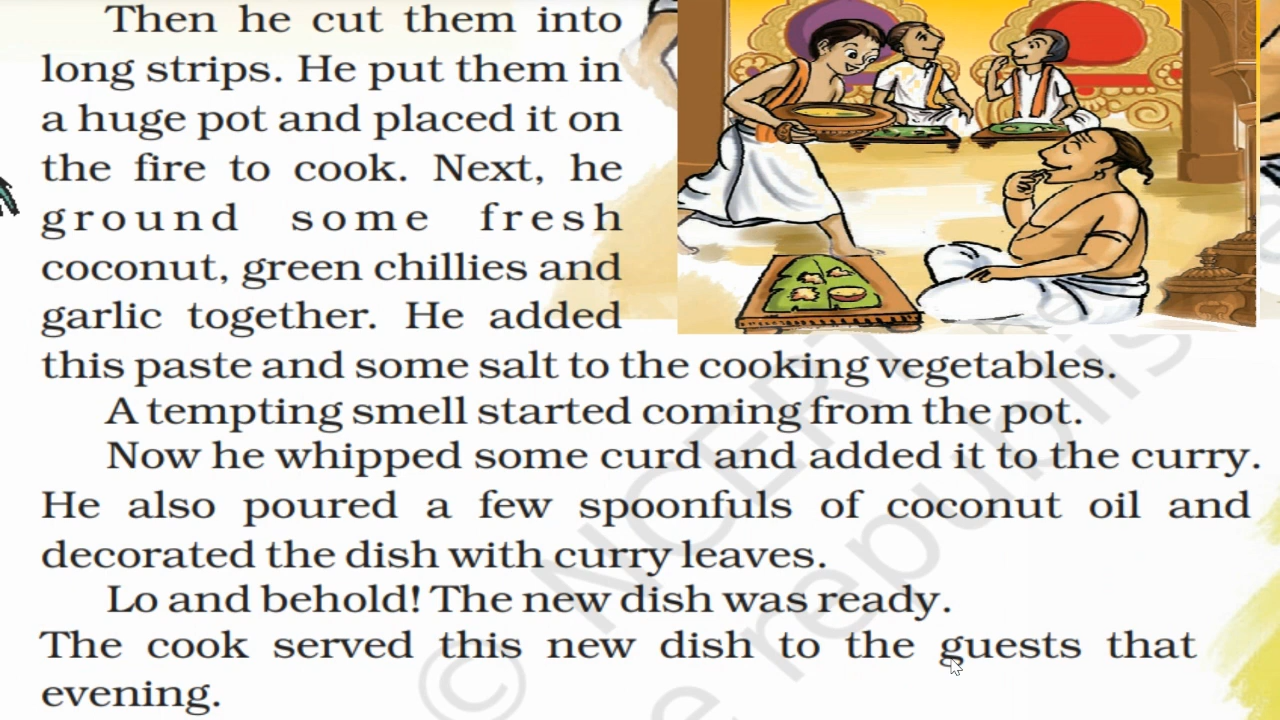 Then he cut them into
long strips. He put them in
a huge pot and placed it on
the fire to cook. Next, he
ground some fresh
coconut, green chillies and
garlic together. He added
this paste and some salt to the cooking vegetables.
A tempting smell started coming from the pot.
Now he whipped some curd and added it to the curry.
He also poured a few spoonfuls of coconut oil and
decorated the dish with curry leaves.
Lo and behold! The new dish was ready.
The cook served this new dish to the guests that
evening.
© NCERT
republis